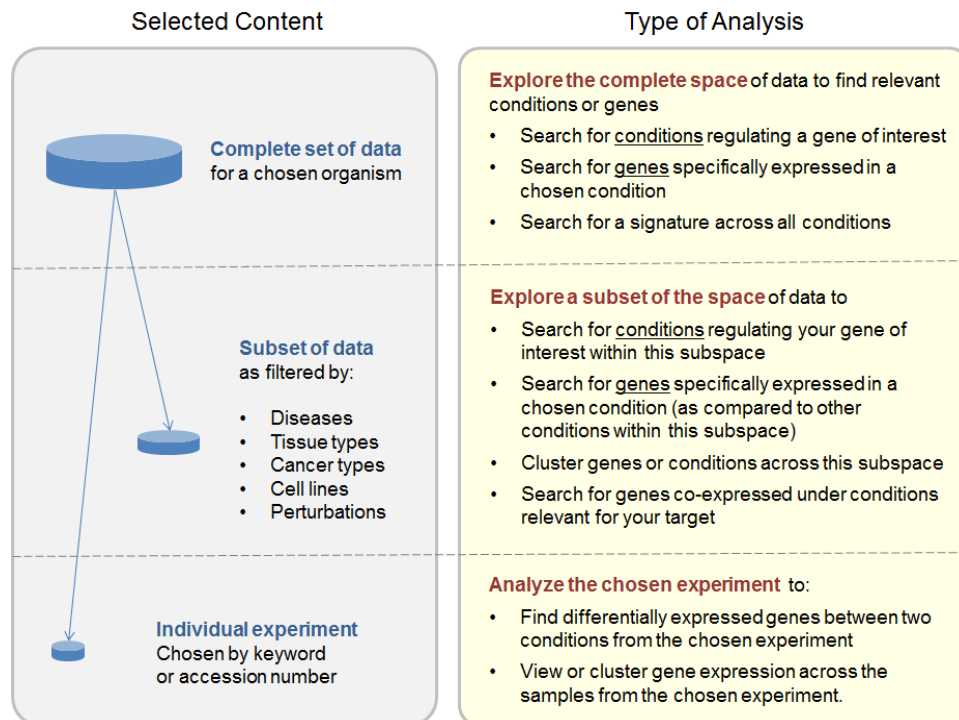 Selected Content
Type of Analysis
Complete set of data
for a chosen organism
Explore the complete space of data to find relevant
conditions or genes
• Search for conditions regulating a gene of interest
• Search for genes specifically expressed in a
chosen condition
• Search for a signature across all conditions
Subset of data
as filtered by:
• Diseases
• Tissue types
• Cancer types
• Cell lines
• Perturbations
Explore a subset of the space of data to
• Search for conditions regulating your gene of
interest within this subspace
• Search for genes specifically expressed in a
chosen condition (as compared to other
conditions within this subspace)
• Cluster genes or conditions across this subspace
• Search for genes co-expressed under conditions
relevant for your target
Individual experiment
Chosen by keyword
or accession number
Analyze the chosen experiment to:
• Find differentially expressed genes between two
conditions from the chosen experiment
• View or cluster gene expression across the
samples from the chosen experiment.